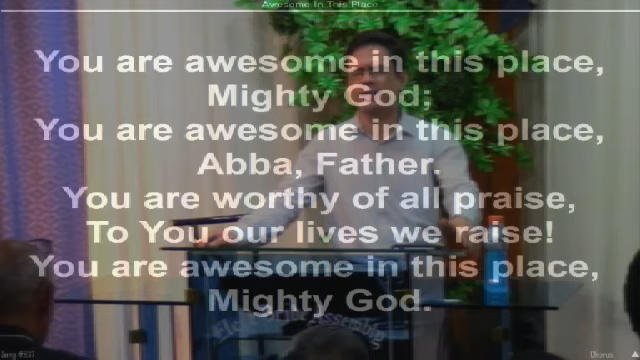 Awesome In This Place
You are awesome in this place,
Mighty God;
You are awesome in this place,
Abba, Father.
You are worthy of all praise,
To You our lives we raise!
You are awesome in this place,
Mighty God.
Chorus